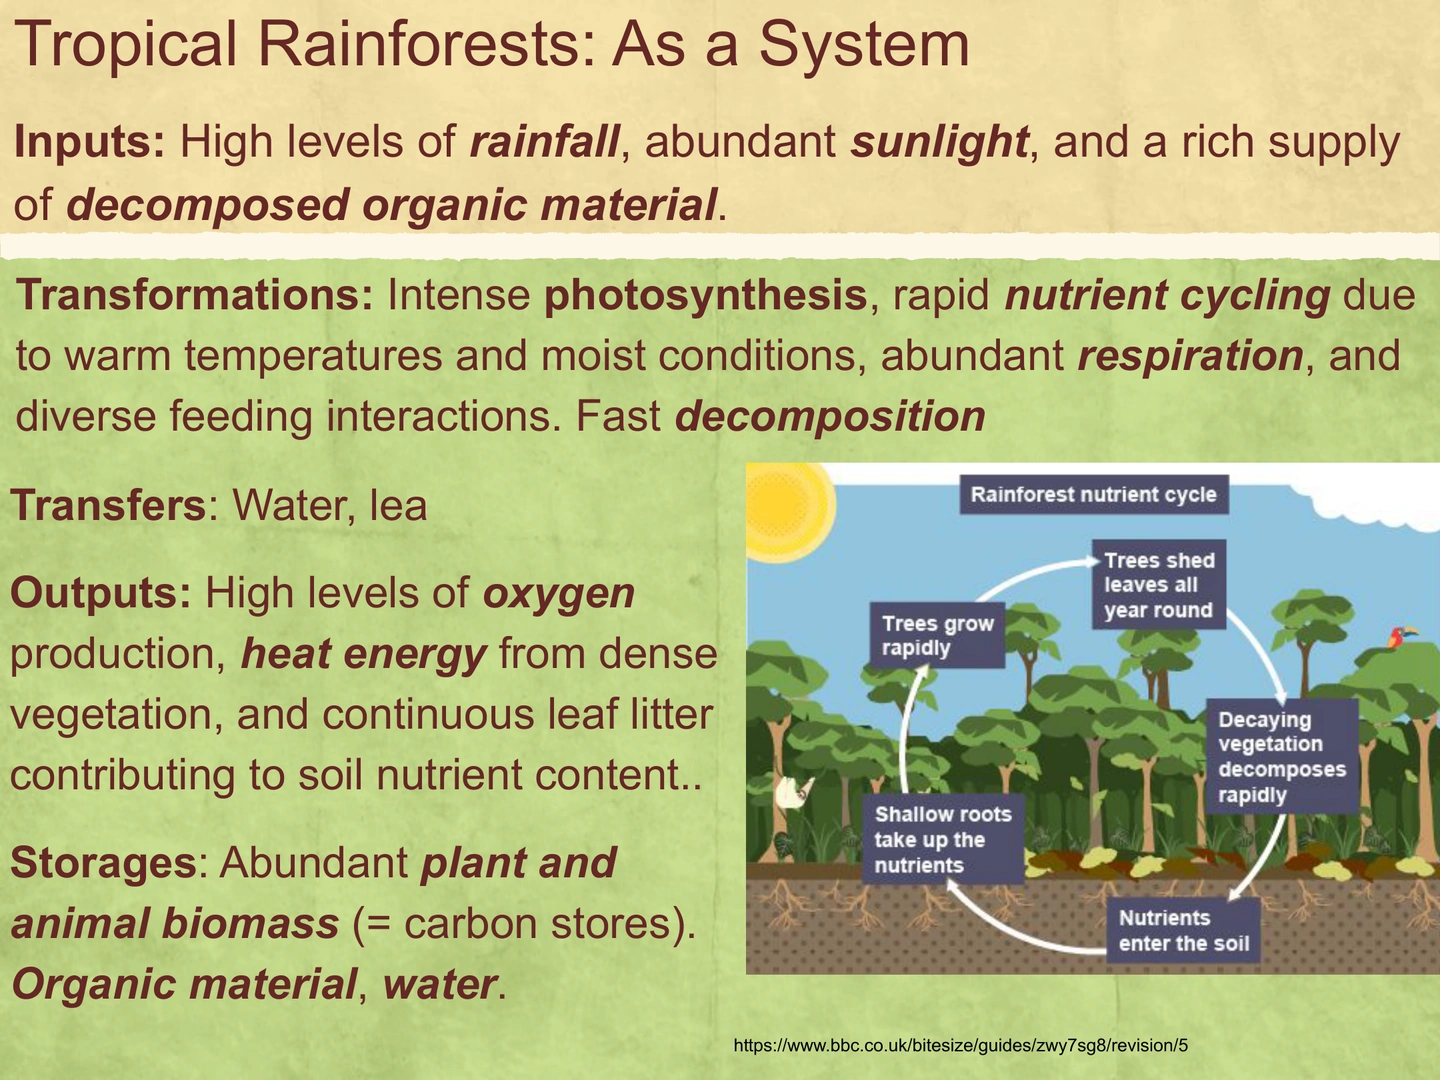 Tropical Rainforests: As a System
Inputs: High levels of rainfall, abundant sunlight, and a rich supply
of decomposed organic material.
Transformations: Intense photosynthesis, rapid nutrient cycling due
to warm temperatures and moist conditions, abundant respiration, and
diverse feeding interactions. Fast decomposition
Transfers: Water, lea
Outputs: High levels of oxygen
production, heat energy from dense
vegetation, and continuous leaf litter
contributing to soil nutrient content..
Storages: Abundant plant and
animal biomass (= carbon stores).
Organic material, water.
Rainforest nutrient cycle
Trees shed
leaves all
year round
Trees grow
rapidly
Decaying
vegetation
decomposes
rapidly
Shallow roots
take up the
nutrients
Nutrients
enter the soil
https://www.bbc.co.uk/bitesize/guides/zwy7sg8/revision/5